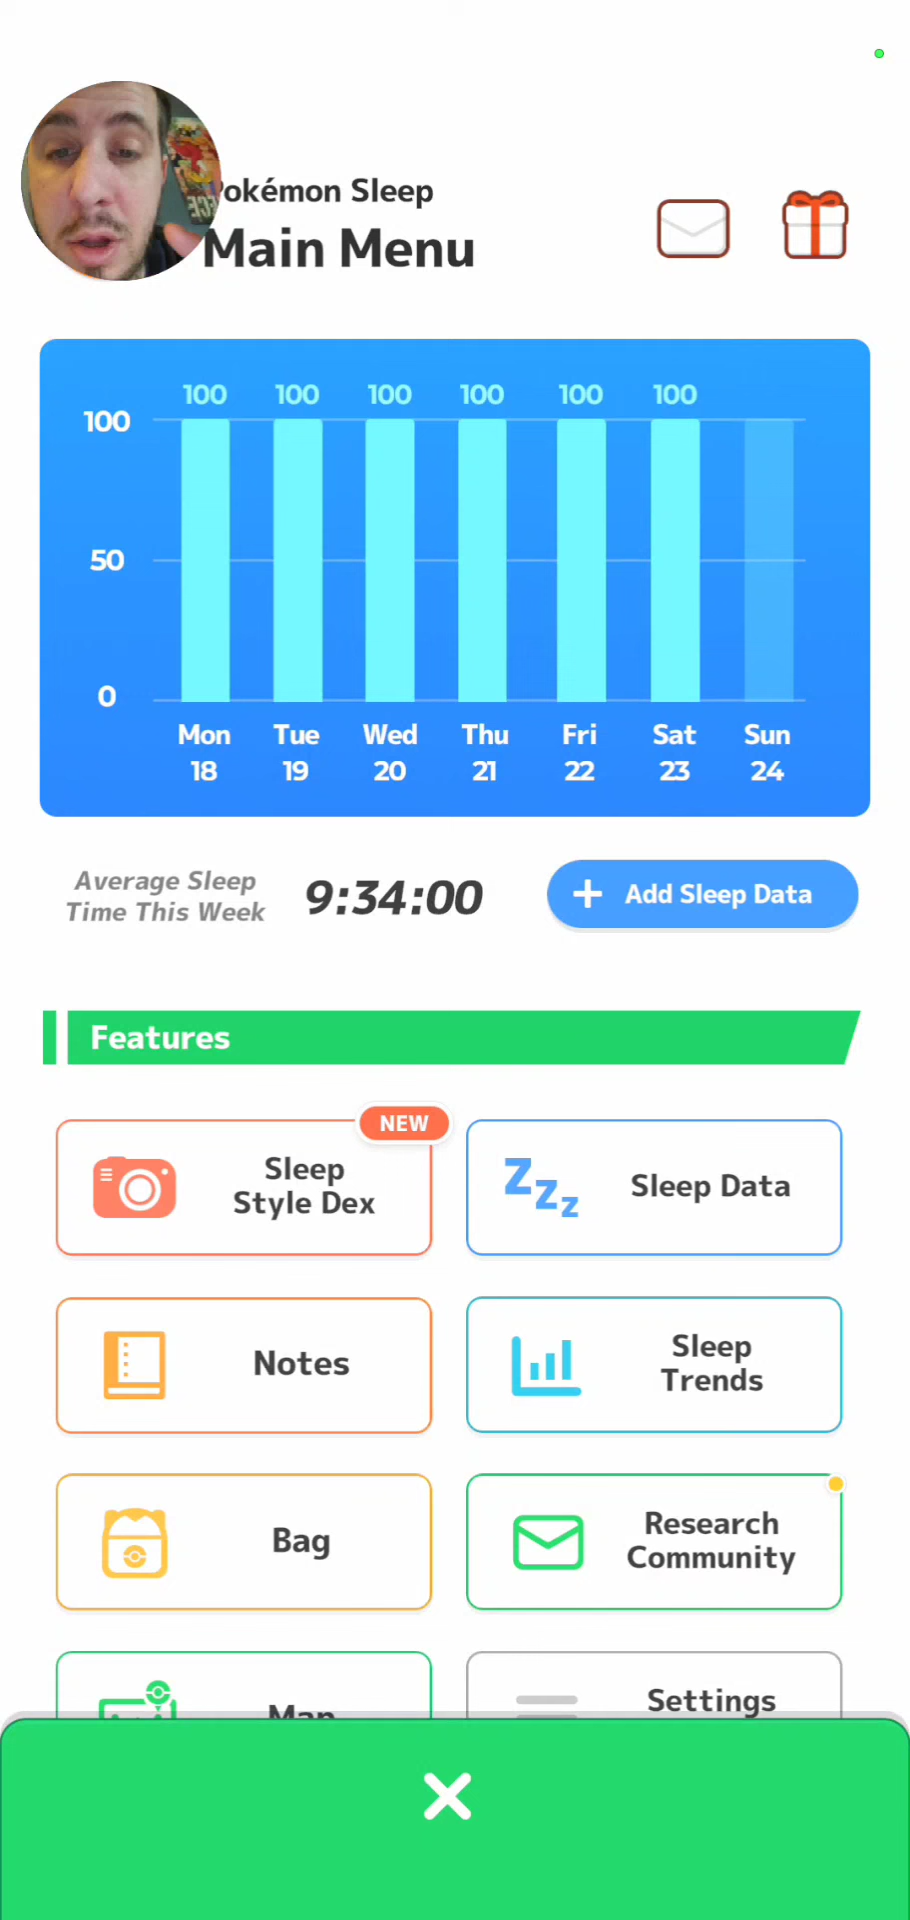 Pokémon Sleep
Main Menu
100 100 100 100 100 100
100
50
0
Mon Tue Wed Thu Fri Sat Sun
18 19 20 21 22 23 24
Average Sleep
Time This Week
9:34:00
Add Sleep Data
Features
NEW
Sleep
Style Dex
Sleep Data
Notes
Sleep
Trends
Bag
Research
Community
Map
Settings